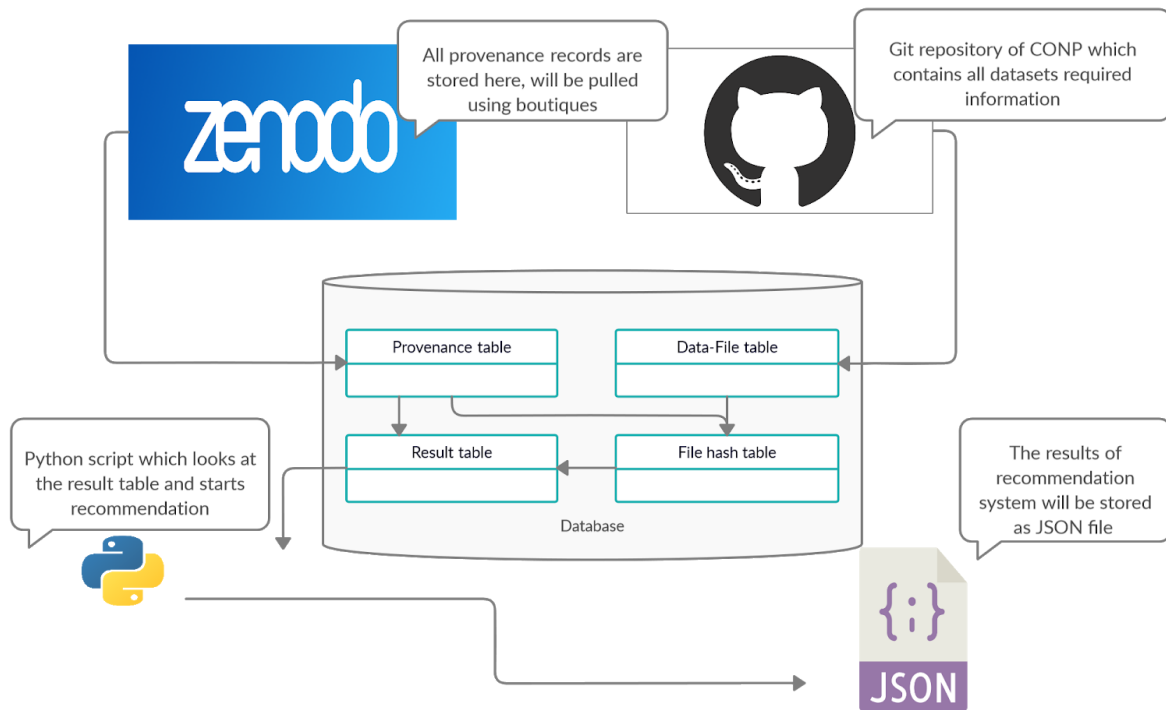 zenodo
All provenance records are
stored here, will be pulled
using boutiques
Git repository of CONP which
contains all datasets required
information
Provenance table
Data-File table
Result table
File hash table
Database
Python script which looks at
the result table and starts
recommendation
The results of
recommendation
system will be stored
as JSON file
{;}
JSON